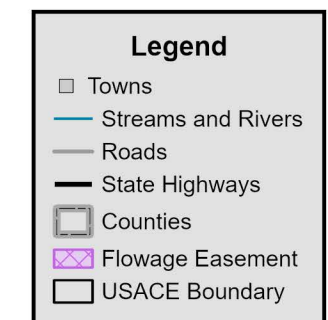 Legend
Towns
Streams and Rivers
Roads
State Highways
Counties
Flowage Easement
USACE Boundary